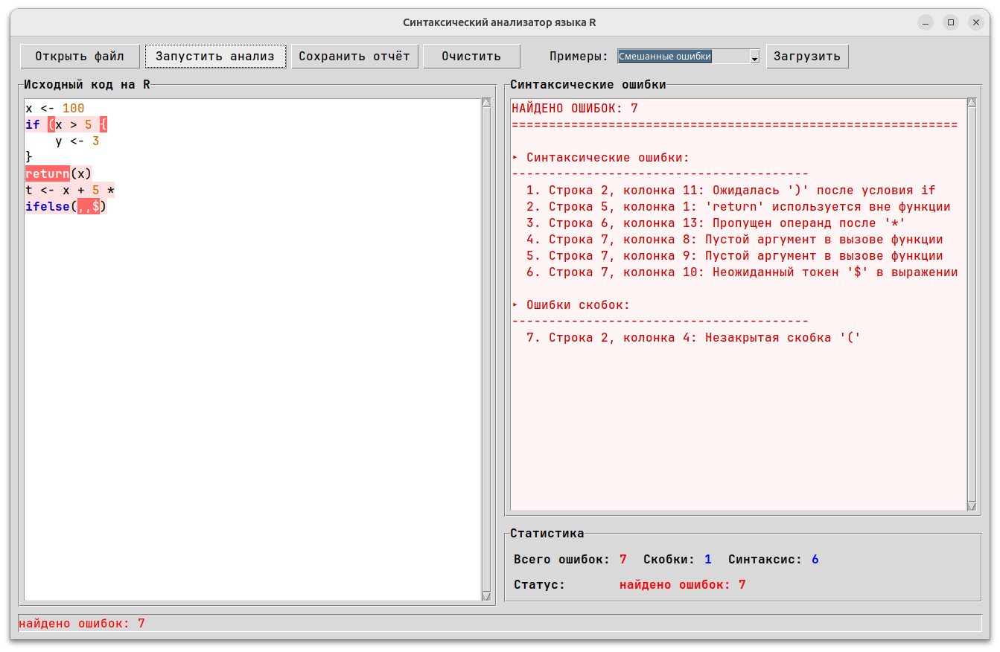 Синтаксический анализатор языка R
Открыть файл Запустить анализ Сохранить отчёт Очистить Примеры: Смешанные ошибки Загрузить
Исходный код на R
x <- 100
if (x > 5 {
    y <- 3
}
return(x)
t <- x + 5 *
ifelse(,,$)
Синтаксические ошибки
НАЙДЕНО ОШИБОК: 7
============================================================
‣ Синтаксические ошибки:
----------------------------------------
1. Строка 2, колонка 11: Ожидалась ')' после условия if
2. Строка 5, колонка 1: 'return' используется вне функции
3. Строка 6, колонка 13: Пропущен операнд после '*'
4. Строка 7, колонка 8: Пустой аргумент в вызове функции
5. Строка 7, колонка 9: Пустой аргумент в вызове функции
6. Строка 7, колонка 10: Неожиданный токен '$' в выражении
‣ Ошибки скобок:
----------------------------------------
7. Строка 2, колонка 4: Незакрытая скобка '('
Статистика
Всего ошибок: 7 Скобки: 1 Синтаксис: 6
Статус: найдено ошибок: 7
найдено ошибок: 7